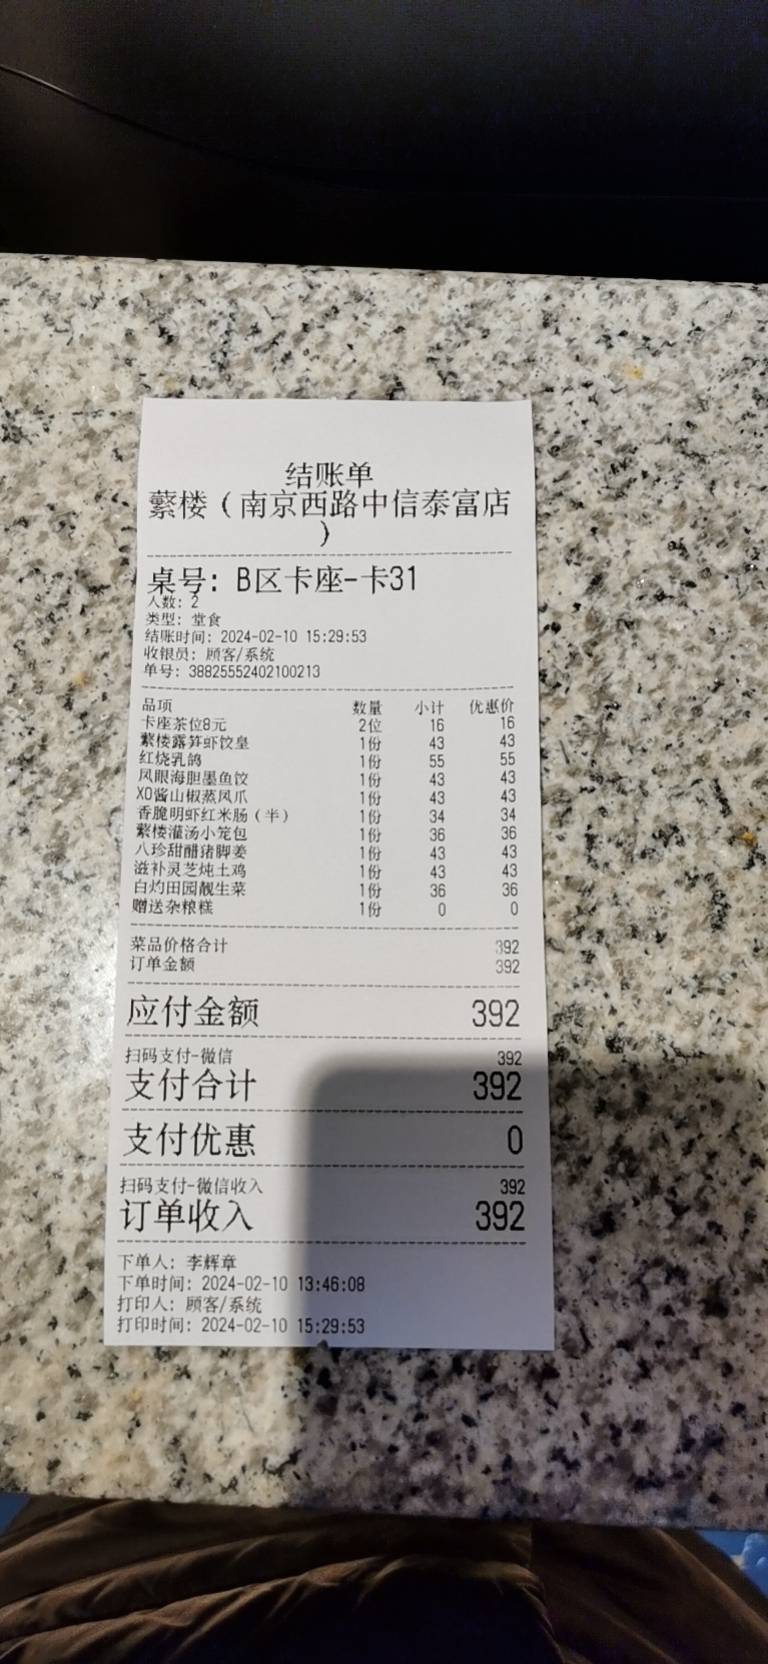 结账单
蘩楼（南京西路中信泰富店
）
桌号: B区卡座-卡31
人数: 2
类型: 堂食
结账时间: 2024-02-10 15:29:53
收银员: 顾客/系统
单号: 38825552402100213
品项 数量 小计 优惠价
卡座茶位8元 2位 16 16
蘩楼露笋虾饺皇 1份 43 43
红烧乳鸽 1份 55 55
凤眼海胆墨鱼饺 1份 43 43
XO酱山椒蒸凤爪 1份 43 43
香脆明虾红米肠（半） 1份 34 34
蘩楼灌汤小笼包 1份 36 36
八珍甜醋猪脚姜 1份 43 43
滋补灵芝炖土鸡 1份 43 43
白灼田园靓生菜 1份 36 36
赠送杂粮糕 1份 0 0
菜品价格合计 392
订单金额 392
应付金额 392
扫码支付-微信 392
支付合计 392
支付优惠 0
扫码支付-微信收入 392
订单收入 392
下单人: 李辉章
下单时间: 2024-02-10 13:46:08
打印人: 顾客/系统
打印时间: 2024-02-10 15:29:53